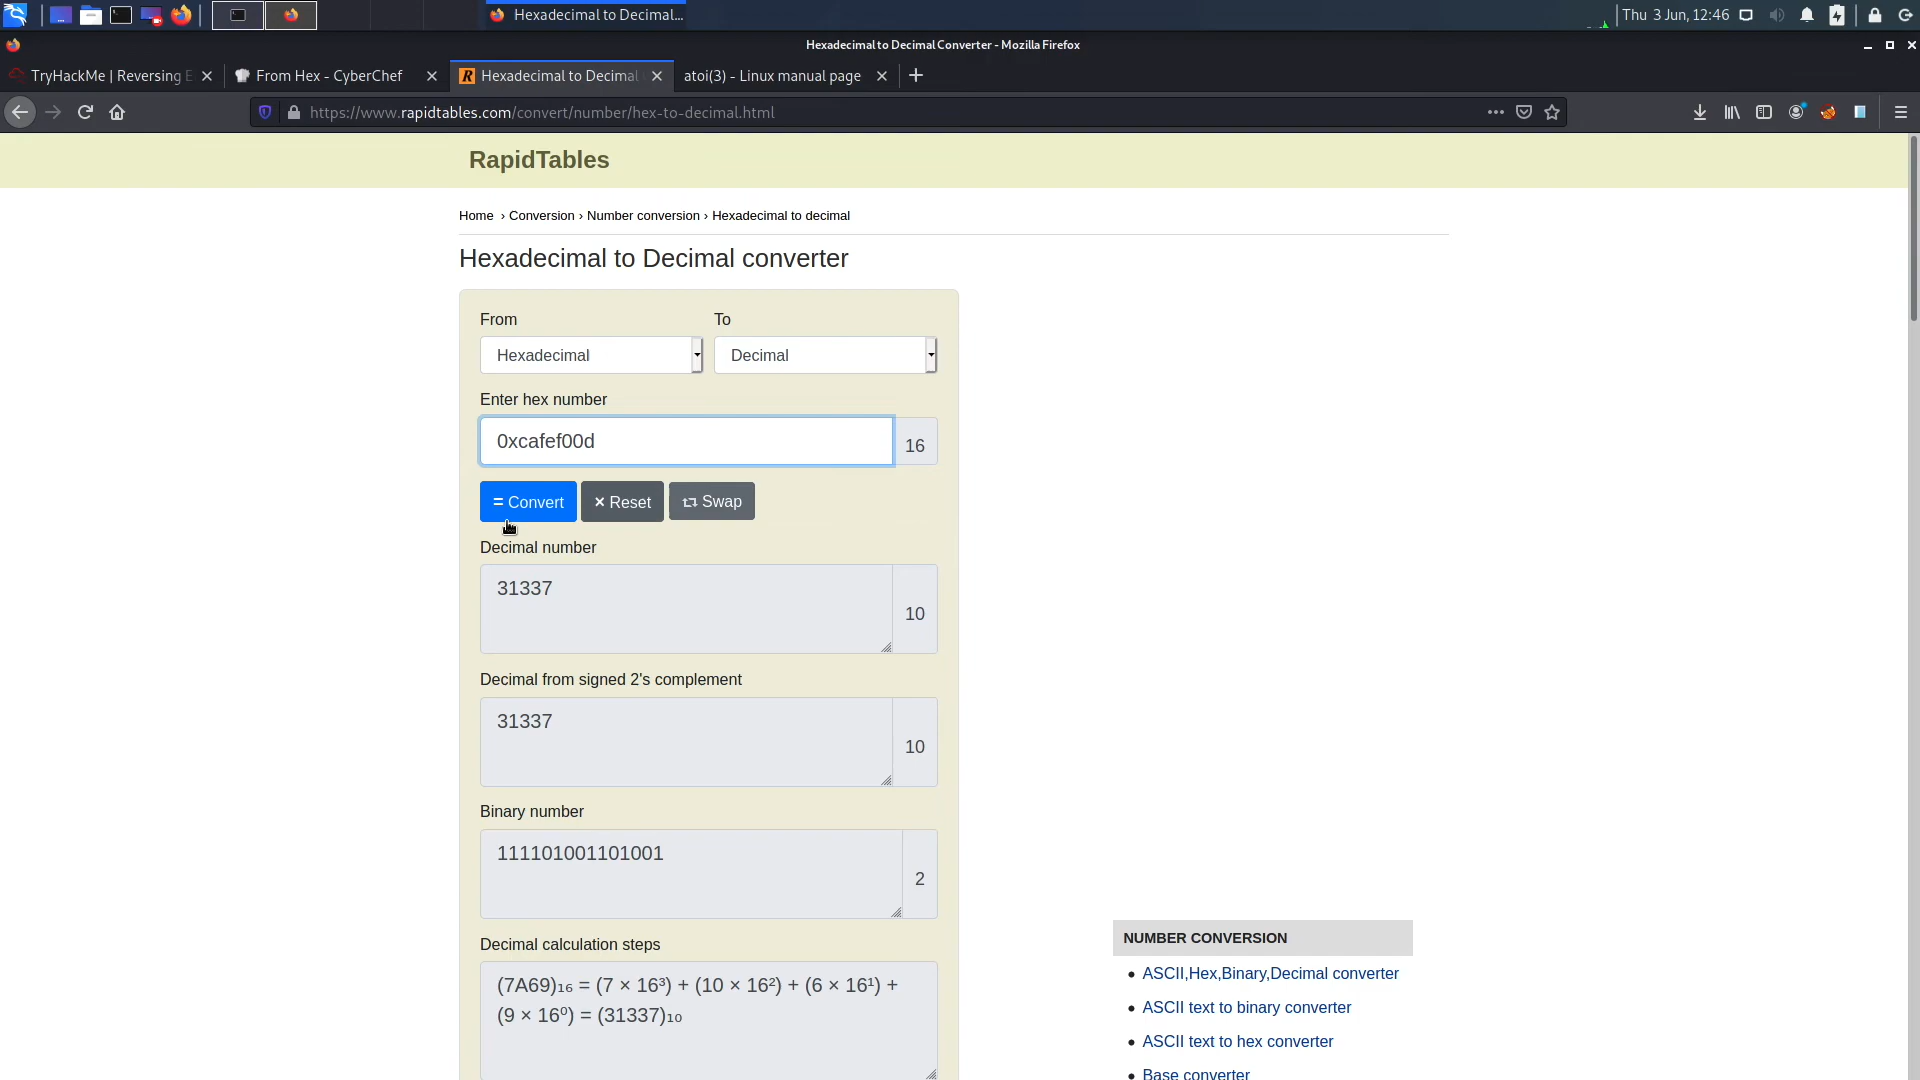 Hexadecimal to Decimal...
Thu 3 Jun, 12:46
Hexadecimal to Decimal Converter - Mozilla Firefox
TryHackMe | Reversing E
From Hex - CyberChef
Hexadecimal to Decimal
atoi(3) - Linux manual page
https://www.rapidtables.com/convert/number/hex-to-decimal.html
RapidTables
Home › Conversion › Number conversion › Hexadecimal to decimal
Hexadecimal to Decimal converter
From
To
Hexadecimal
Decimal
Enter hex number
0xcafef00d
16
= Convert
× Reset
Swap
Decimal number
31337
10
Decimal from signed 2's complement
31337
10
Binary number
111101001101001
2
Decimal calculation steps
(7A69)₁₆ = (7 × 16³) + (10 × 16²) + (6 × 16¹) +
(9 × 16⁰) = (31337)₁₀
NUMBER CONVERSION
• ASCII,Hex,Binary,Decimal converter
• ASCII text to binary converter
• ASCII text to hex converter
• Base converter